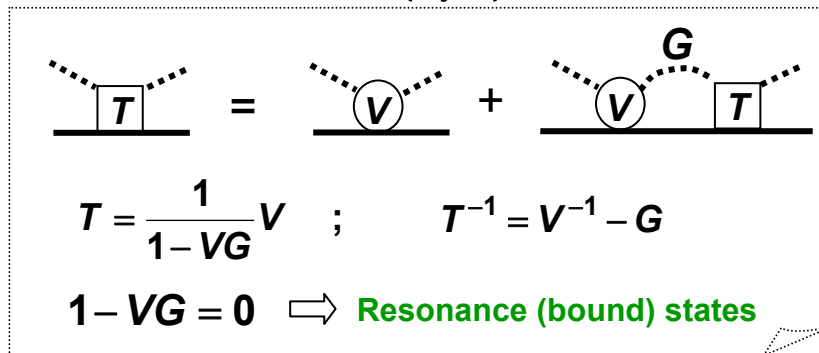 G
T = V + V T
T = 1/(1 − VG) V ; T⁻¹ = V⁻¹ − G
1 − VG = 0 ⇨ Resonance (bound) states